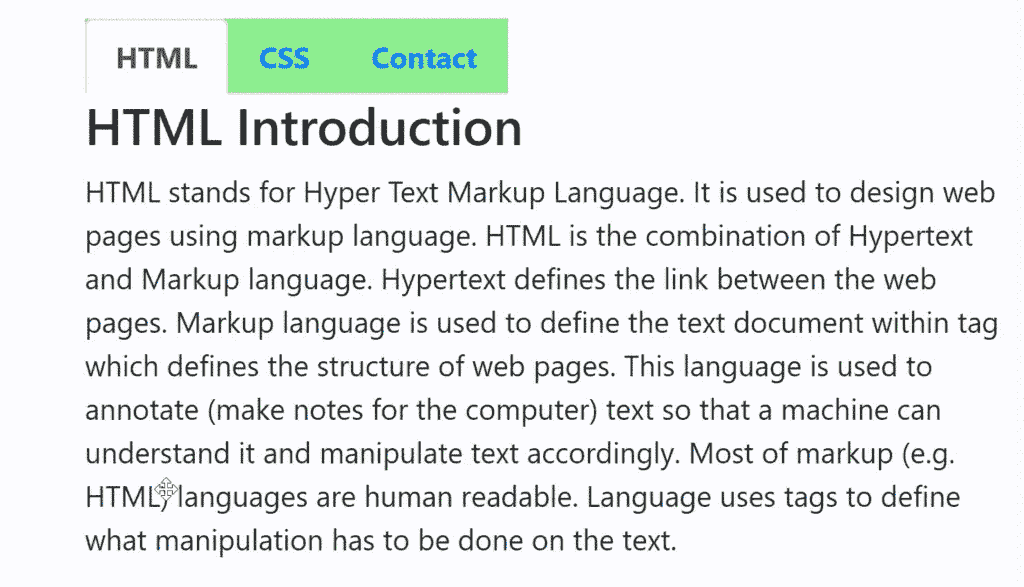 HTML CSS Contact
HTML Introduction
HTML stands for Hyper Text Markup Language. It is used to design web
pages using markup language. HTML is the combination of Hypertext
and Markup language. Hypertext defines the link between the web
pages. Markup language is used to define the text document within tag
which defines the structure of web pages. This language is used to
annotate (make notes for the computer) text so that a machine can
understand it and manipulate text accordingly. Most of markup (e.g.
HTML) languages are human readable. Language uses tags to define
what manipulation has to be done on the text.